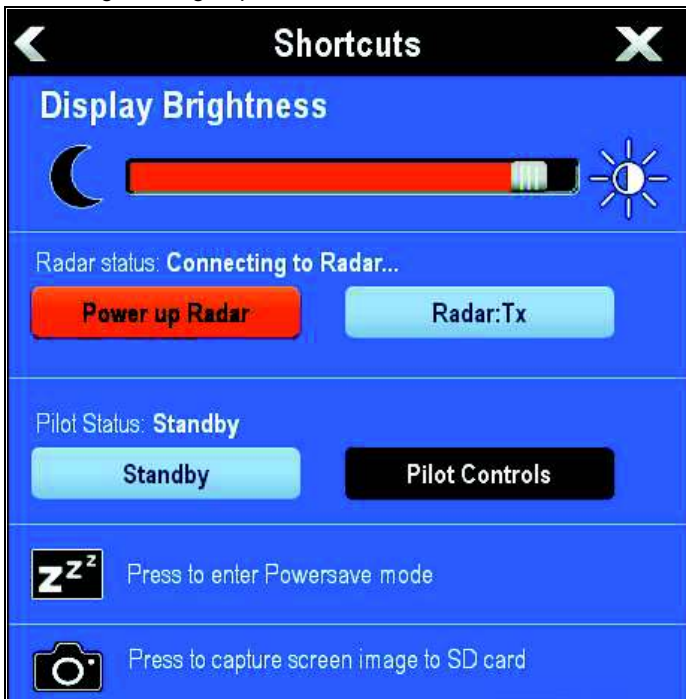 Shortcuts
Display Brightness
Radar status: Connecting to Radar...
Power up Radar
Radar:Tx
Pilot Status: Standby
Standby
Pilot Controls
zzz
Press to enter Powersave mode
Press to capture screen image to SD card